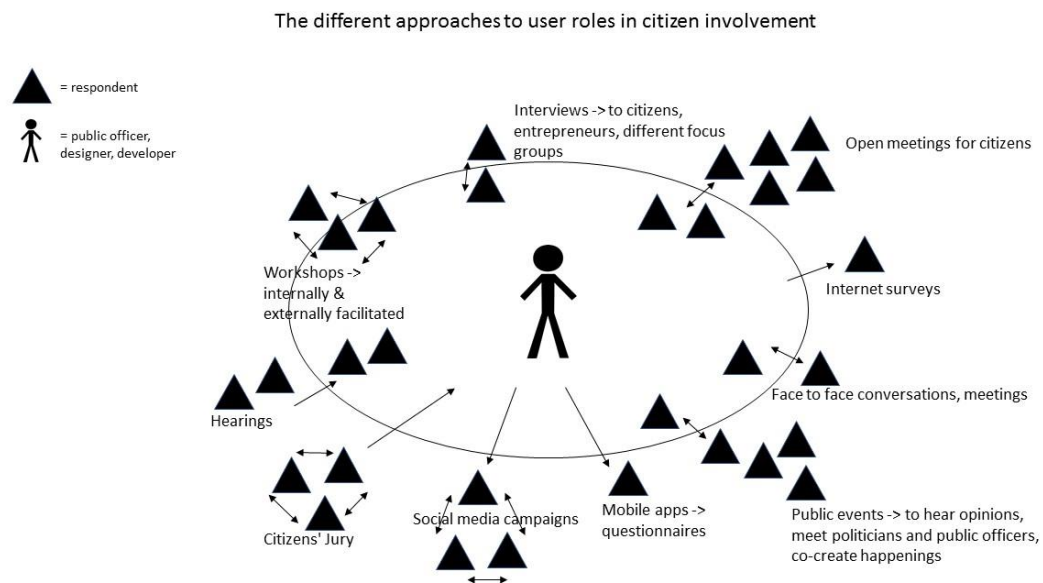 The different approaches to user roles in citizen involvement
= respondent
= public officer,
designer, developer
Interviews -> to citizens,
entrepreneurs, different focus
groups
Open meetings for citizens
Workshops ->
internally &
externally facilitated
Internet surveys
Face to face conversations, meetings
Hearings
Citizens' Jury
Social media campaigns
Mobile apps ->
questionnaires
Public events -> to hear opinions,
meet politicians and public officers,
co-create happenings